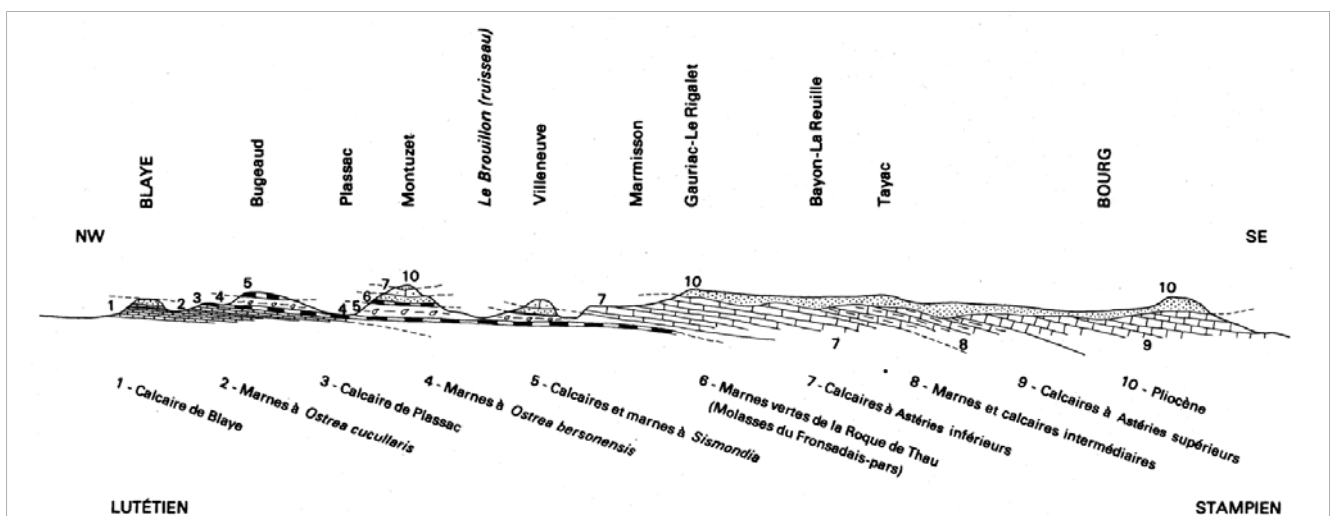 BLAYE
Bugeaud
Plassac
Montuzet
Le Brouillon (ruisseau)
Villeneuve
Marmisson
Gauriac-Le Rigalet
Bayon-La Reuille
Tayac
BOURG
NW
SE
1
2
3
4
5
4
5
6
7
10
7
10
7
8
9
10
1 - Calcaire de Blaye
2 - Marnes à Ostrea cucullaris
3 - Calcaire de Plassac
4 - Marnes à Ostrea bersonensis
5 - Calcaires et marnes à Sismondia
6 - Marnes vertes de la Roque de Thau
(Molasses du Fronsadais-pars)
7 - Calcaires à Astéries inférieurs
8 - Marnes et calcaires intermédiaires
9 - Calcaires à Astéries supérieurs
10 - Pliocène
LUTÉTIEN
STAMPIEN